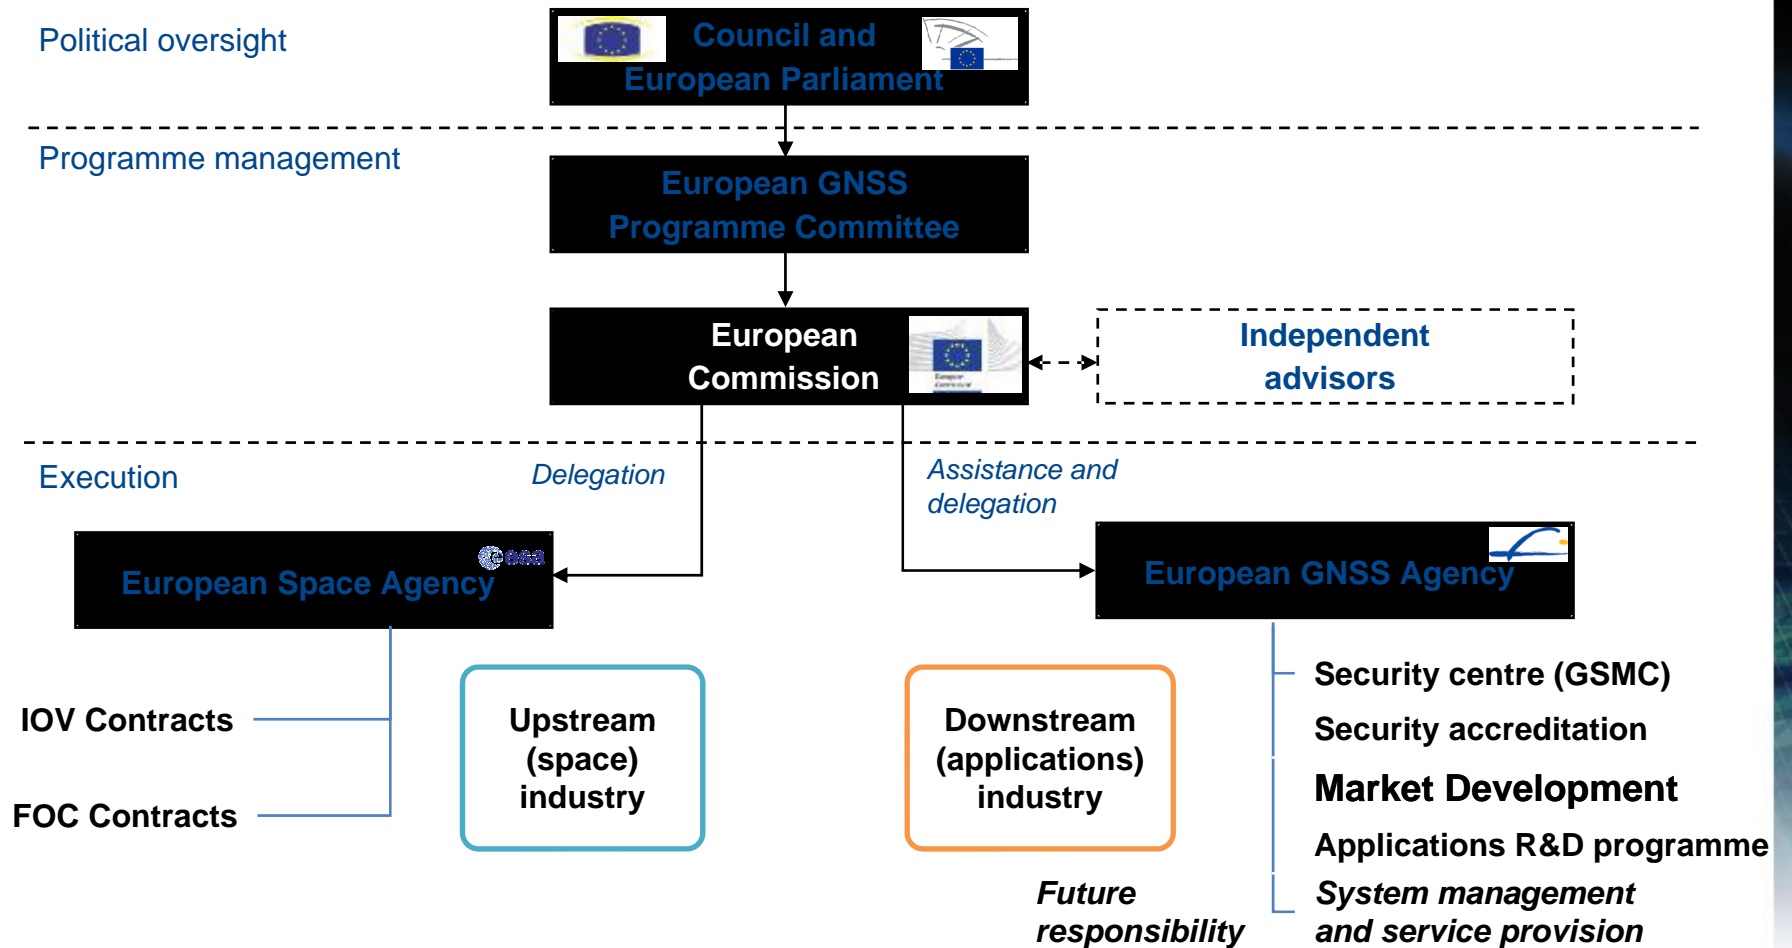 Political oversight
Council and
European Parliament
Programme management
European GNSS
Programme Committee
European
Commission
Independent
advisors
Execution
Delegation
Assistance and
delegation
esa
European Space Agency
European GNSS Agency
IOV Contracts
FOC Contracts
Upstream
(space)
industry
Downstream
(applications)
industry
Security centre (GSMC)
Security accreditation
Market Development
Applications R&D programme
Future
responsibility
System management
and service provision